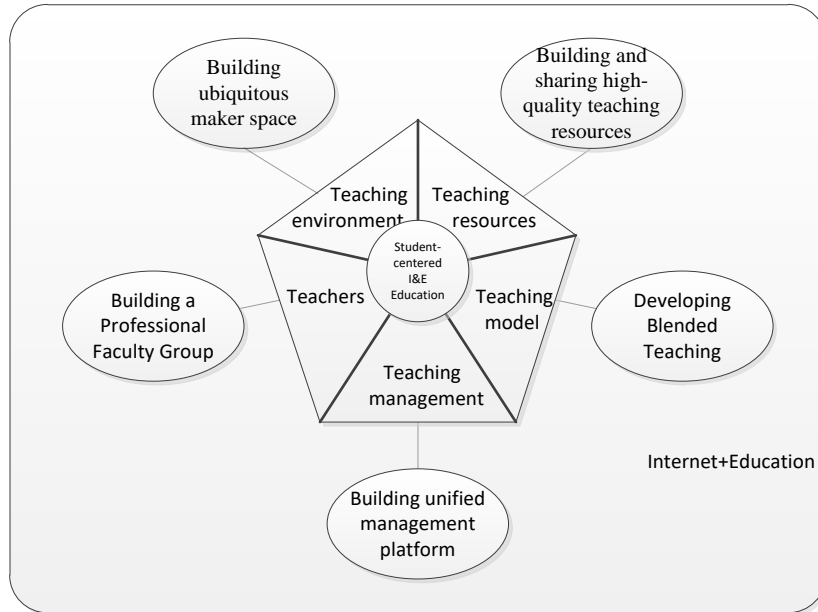 Building
ubiquitous
maker space
Building and
sharing high-
quality teaching
resources
Teaching
environment
Teaching
resources
Student-
centered
I&E
Education
Teachers
Teaching
model
Building a
Professional
Faculty Group
Developing
Blended
Teaching
Teaching
management
Internet+Education
Building unified
management
platform